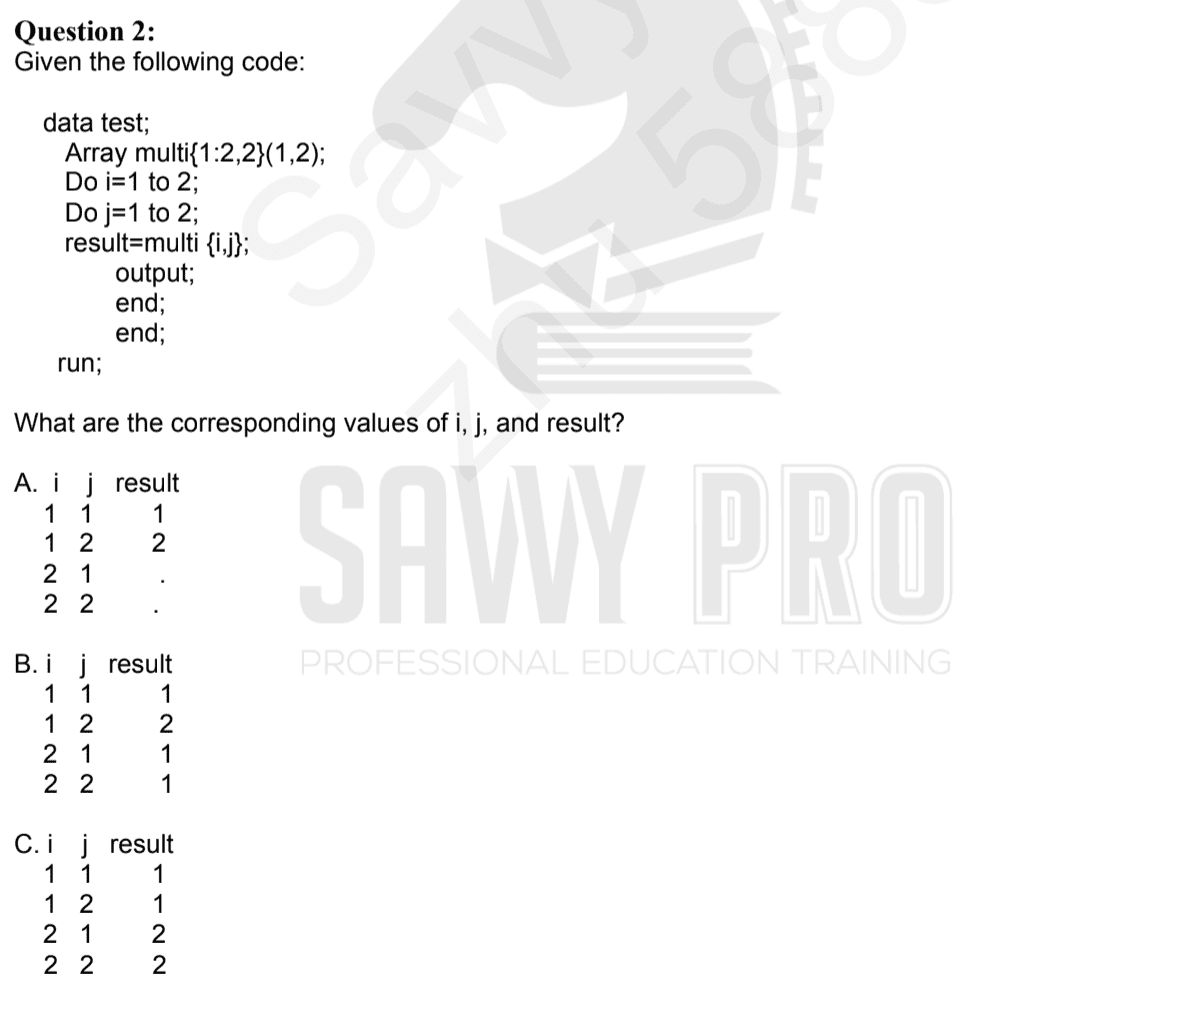 Question 2:
Given the following code:
data test;
Array multi{1:2,2}(1,2);
Do i=1 to 2;
Do j=1 to 2;
result=multi {i,j};
output;
end;
end;
run;
What are the corresponding values of i, j, and result?
A. i j result
1 1 1
1 2 2
2 1 .
2 2 .
B. i j result
1 1 1
1 2 2
2 1 1
2 2 1
C. i j result
1 1 1
1 2 1
2 1 2
2 2 2
SAVVY PRO
PROFESSIONAL EDUCATION TRAINING
Savvy
zhu 588